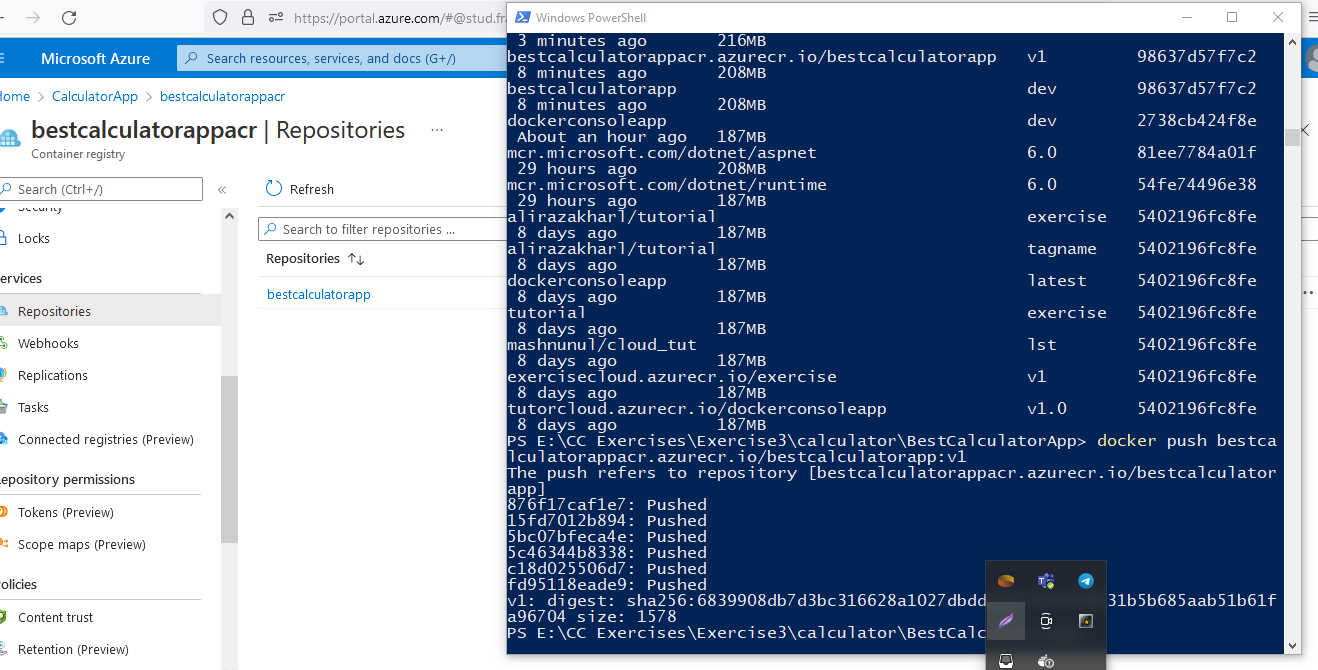 https://portal.azure.com/#@stud.fr
Microsoft Azure
Search resources, services, and docs (G+/)
Home > CalculatorApp > bestcalculatorappacr
bestcalculatorappacr | Repositories ...
Container registry
Search (Ctrl+/) «
Security
Locks
ervices
Repositories
Webhooks
Replications
Tasks
Connected registries (Preview)
epository permissions
Tokens (Preview)
Scope maps (Preview)
olicies
Content trust
Retention (Preview)
Refresh
Search to filter repositories ...
Repositories ↑↓
bestcalculatorapp
Windows PowerShell
3 minutes ago 216MB
bestcalculatorappacr.azurecr.io/bestcalculatorapp v1 98637d57f7c2
8 minutes ago 208MB
bestcalculatorapp dev 98637d57f7c2
8 minutes ago 208MB
dockerconsoleapp dev 2738cb424f8e
About an hour ago 187MB
mcr.microsoft.com/dotnet/aspnet 6.0 81ee7784a01f
29 hours ago 208MB
mcr.microsoft.com/dotnet/runtime 6.0 54fe74496e38
29 hours ago 187MB
alirazakharl/tutorial exercise 5402196fc8fe
8 days ago 187MB
alirazakharl/tutorial tagname 5402196fc8fe
8 days ago 187MB
dockerconsoleapp latest 5402196fc8fe
8 days ago 187MB
tutorial exercise 5402196fc8fe
8 days ago 187MB
mashnunul/cloud_tut lst 5402196fc8fe
8 days ago 187MB
exercisecloud.azurecr.io/exercise v1 5402196fc8fe
8 days ago 187MB
tutorcloud.azurecr.io/dockerconsoleapp v1.0 5402196fc8fe
8 days ago 187MB
PS E:\CC Exercises\Exercise3\calculator\BestCalculatorApp> docker push bestca
lculatorappacr.azurecr.io/bestcalculatorapp:v1
The push refers to repository [bestcalculatorappacr.azurecr.io/bestcalculator
app]
876f17caf1e7: Pushed
15fd7012b894: Pushed
5bc07bfeca4e: Pushed
5c46344b8338: Pushed
c18d025506d7: Pushed
fd95118eade9: Pushed
v1: digest: sha256:6839908db7d3bc316628a1027dbdd 31b5b685aab51b61f
a96704 size: 1578
PS E:\CC Exercises\Exercise3\calculator\BestCalc